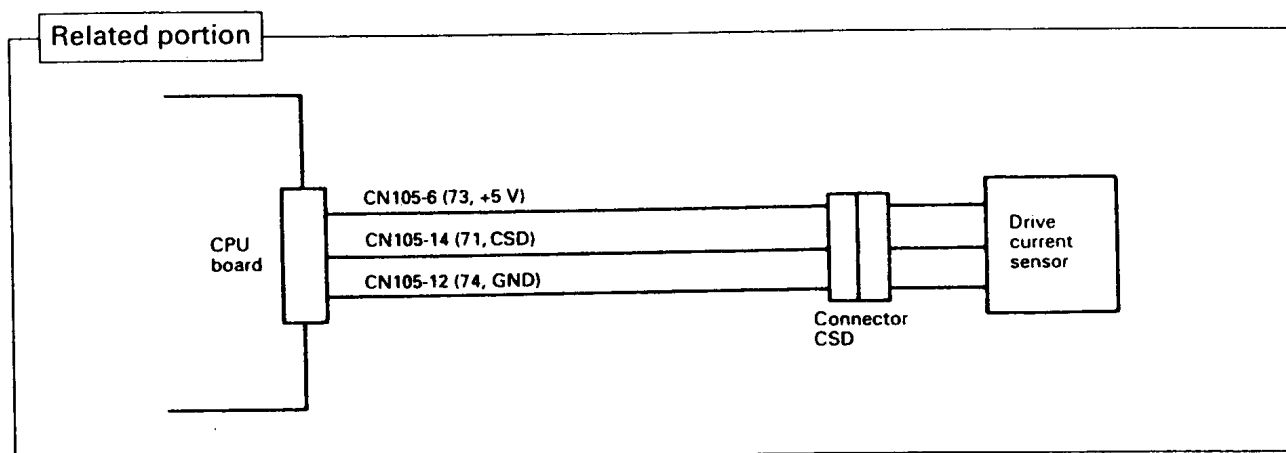 Related portion
CPU
board
CN105-6 (73, +5 V)
CN105-14 (71, CSD)
CN105-12 (74, GND)
Connector
CSD
Drive
current
sensor